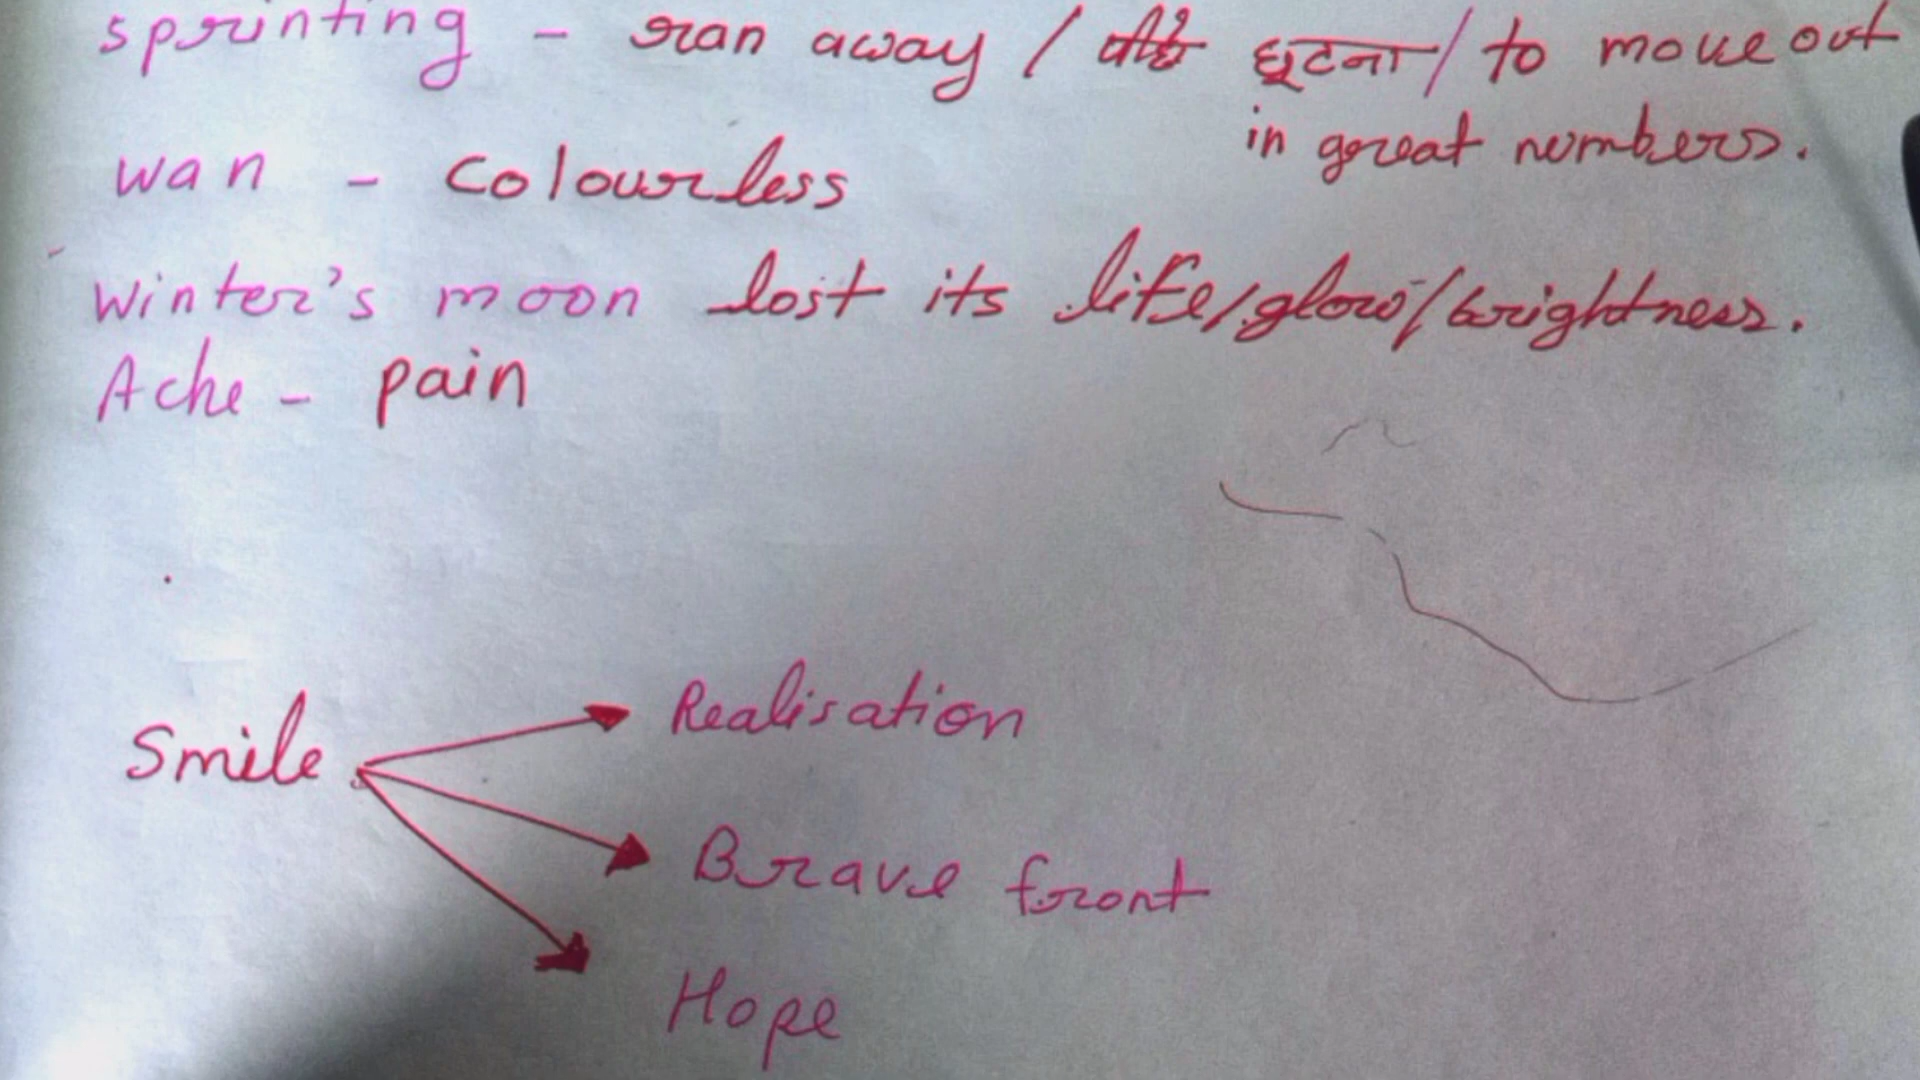 sprinting - ran away / छूटना / to move out
in great numbers.
wan - Colourless
Winter's moon lost its life/glow/brightness.
Ache - pain
Smile
Realisation
Brave front
Hope